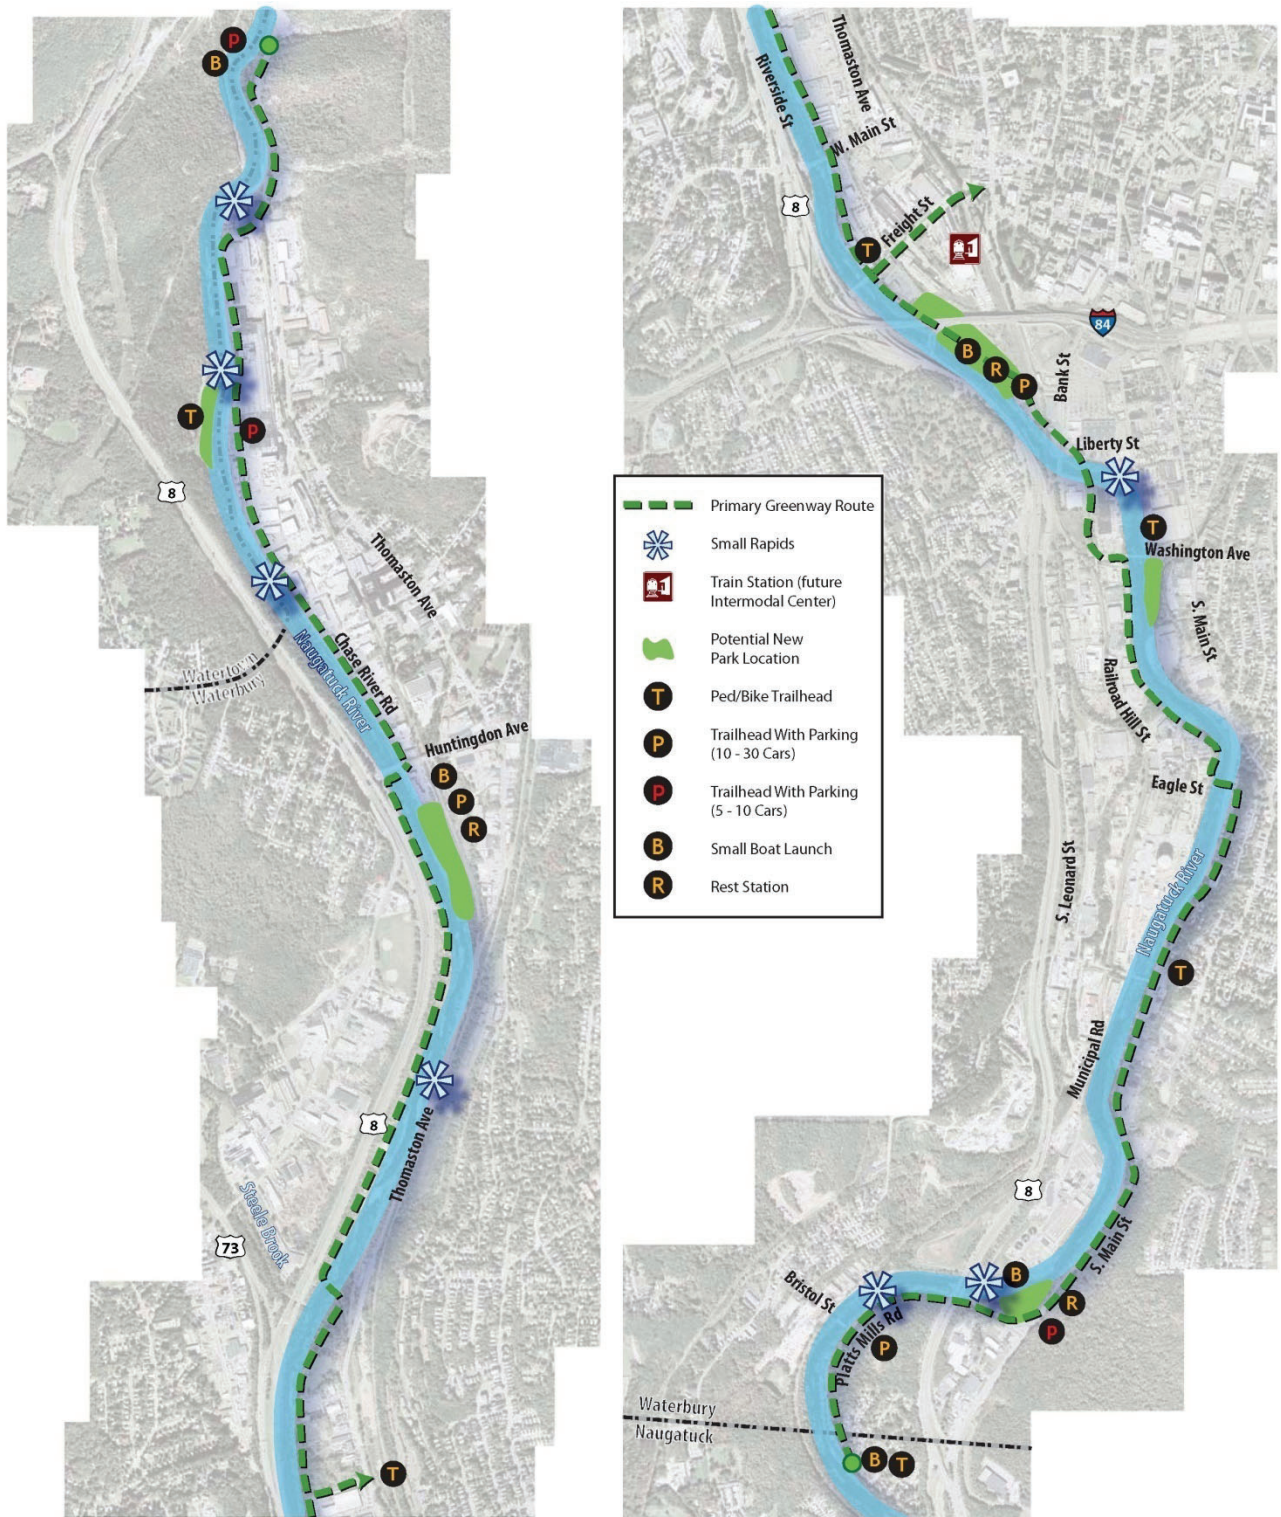 P
B
T
P
8
Thomaston Ave
Naugatuck River
Chase River Rd
Watertown
Waterbury
Huntingdon Ave
B
P
R
8
Thomaston Ave
Steele Brook
73
T
Riverside St
Thomaston Ave
W. Main St
8
Freight St
T
84
B
R
P
Bank St
Liberty St
T
Washington Ave
S. Main St
Railroad Hill St
Eagle St
S. Leonard St
Naugatuck River
T
Municipal Rd
8
S. Main St
Bristol St
B
R
P
Platts Mills Rd
P
Waterbury
Naugatuck
B
T
Primary Greenway Route
Small Rapids
Train Station (future
Intermodal Center)
Potential New
Park Location
T
Ped/Bike Trailhead
P
Trailhead With Parking
(10 - 30 Cars)
P
Trailhead With Parking
(5 - 10 Cars)
B
Small Boat Launch
R
Rest Station